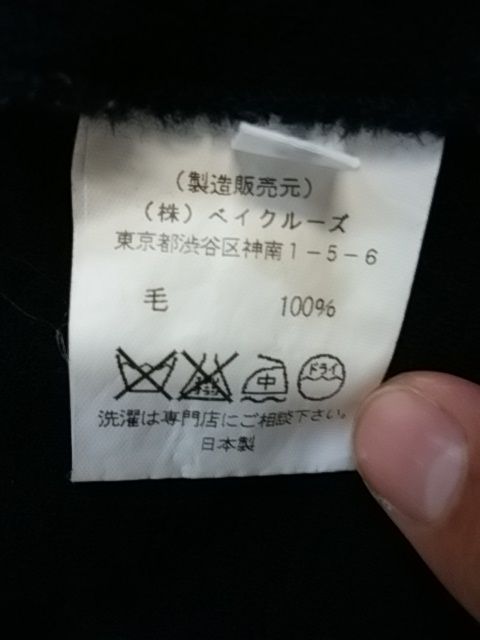 (製造販売元)
(株)ベイクルーズ
東京都渋谷区神南1-5-6
毛 100%
中 ドライ
洗濯は専門店にご相談下さい。
日本製